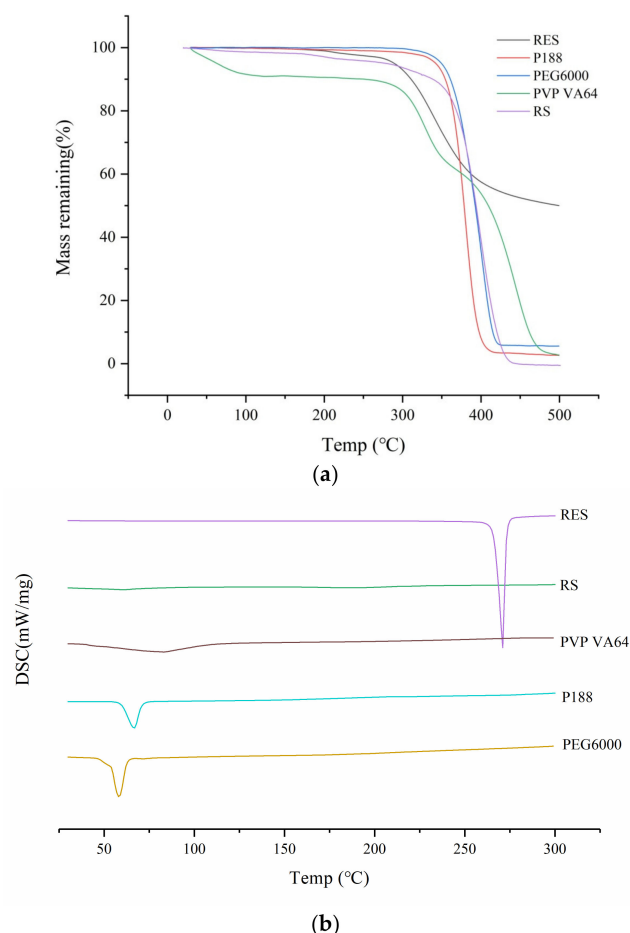 RES
P188
PEG6000
PVP VA64
RS
Mass remaining(%)
100
80
60
40
20
0
0 100 200 300 400 500
Temp (℃)
(a)
DSC(mW/mg)
RES
RS
PVP VA64
P188
PEG6000
50 100 150 200 250 300
Temp (℃)
(b)